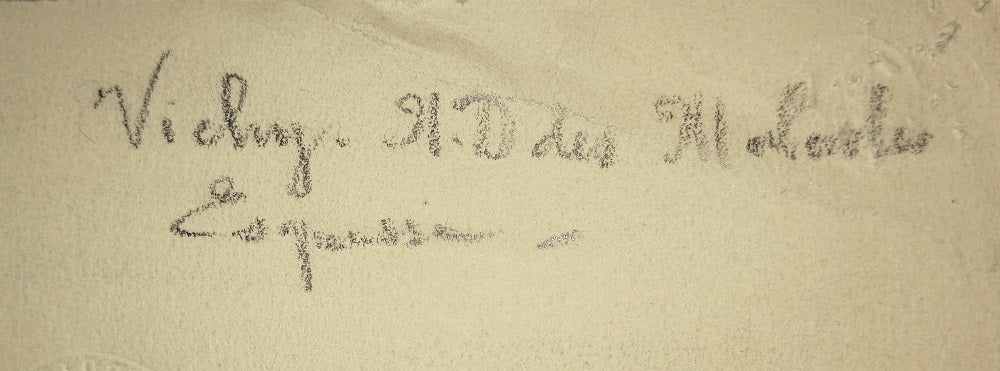 Vichy. H.D des Malades
Esquisse